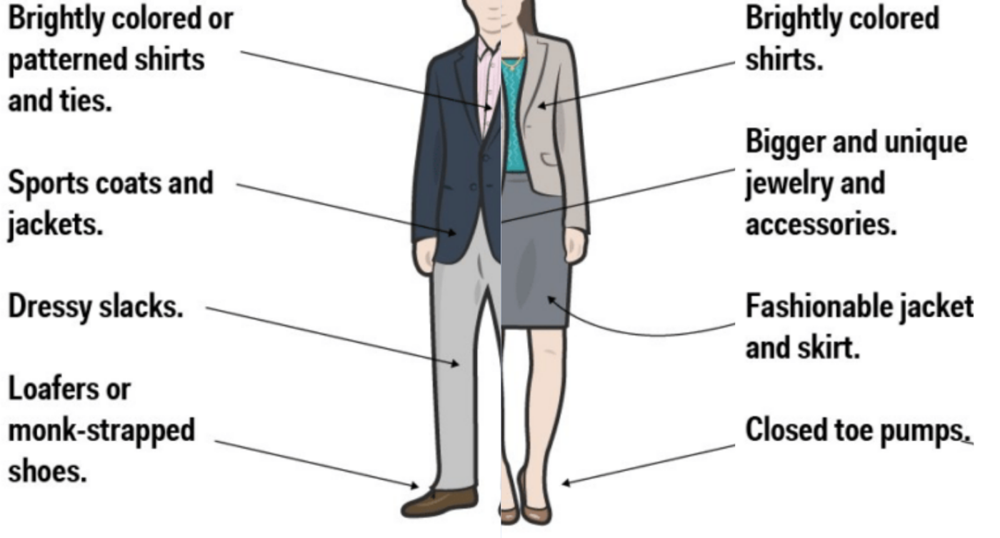 Brightly colored or
patterned shirts
and ties.
Sports coats and
jackets.
Dressy slacks.
Loafers or
monk-strapped
shoes.
Brightly colored
shirts.
Bigger and unique
jewelry and
accessories.
Fashionable jacket
and skirt.
Closed toe pumps.